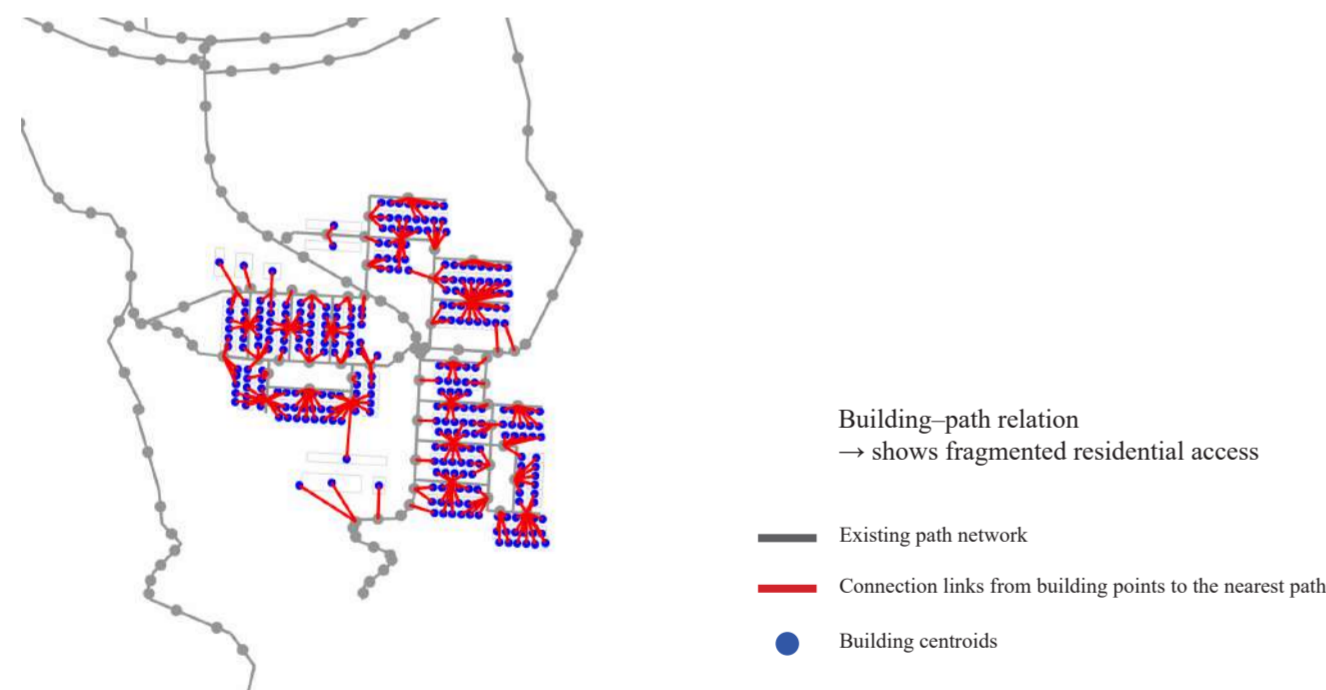 Building–path relation
→ shows fragmented residential access
Existing path network
Connection links from building points to the nearest path
Building centroids